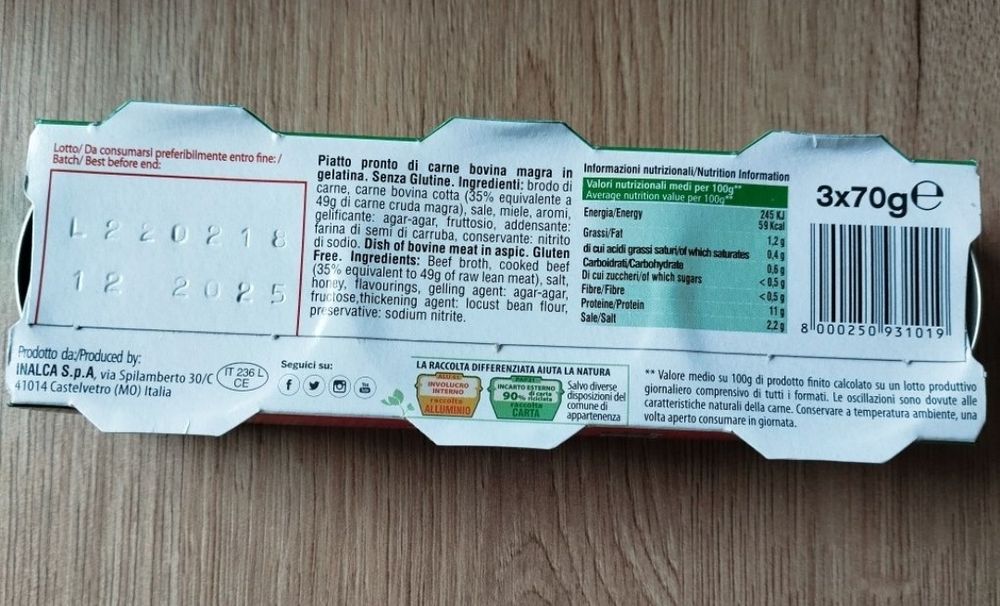 Lotto/ Da consumarsi preferibilmente entro fine: /
Batch/ Best before end:
L 220218
12 2025
Piatto pronto di carne bovina magra in
gelatina. Senza Glutine. Ingredienti: brodo di
carne, carne bovina cotta (35% equivalente a
49g di carne cruda magra), sale, miele, aromi,
gelificante: agar-agar, fruttosio, addensante:
farina di semi di carruba, conservante: nitrito
di sodio. Dish of bovine meat in aspic. Gluten
Free. Ingredients: Beef broth, cooked beef
(35% equivalent to 49g of raw lean meat), salt,
honey, flavourings, gelling agent: agar-agar,
fructose,thickening agent: locust bean flour,
preservative: sodium nitrite.
Informazioni nutrizionali/Nutrition Information
Valori nutrizionali medi per 100g**
Average nutrition value per 100g**
Energia/Energy 245 KJ
59 Kcal
Grassi/Fat 1,2 g
di cui acidi grassi saturi/of which saturates 0,4 g
Carboidrati/Carbohydrate 0,6 g
Di cui zuccheri/of which sugars < 0,5 g
Fibre/Fibre < 0,5 g
Proteine/Protein 11 g
Sale/Salt 2,2 g
3x70g e
8 000250 931019
Prodotto da:/Produced by:
INALCA S.p.A, via Spilamberto 30/C
41014 Castelvetro (MO) Italia
IT 236 L
CE
Seguici su:
LA RACCOLTA DIFFERENZIATA AIUTA LA NATURA
ALU 41
INVOLUCRO
INTERNO
raccolta
ALLUMINIO
PAP 21
INCARTO ESTERNO
90% di carta
riciclata
raccolta
CARTA
Salvo diverse
disposizioni del
comune di
appartenenza
** Valore medio su 100g di prodotto finito calcolato su un lotto produttivo
giornaliero comprensivo di tutti i formati. Le oscillazioni sono dovute alle
caratteristiche naturali della carne. Conservare a temperatura ambiente, una
volta aperto consumare in giornata.